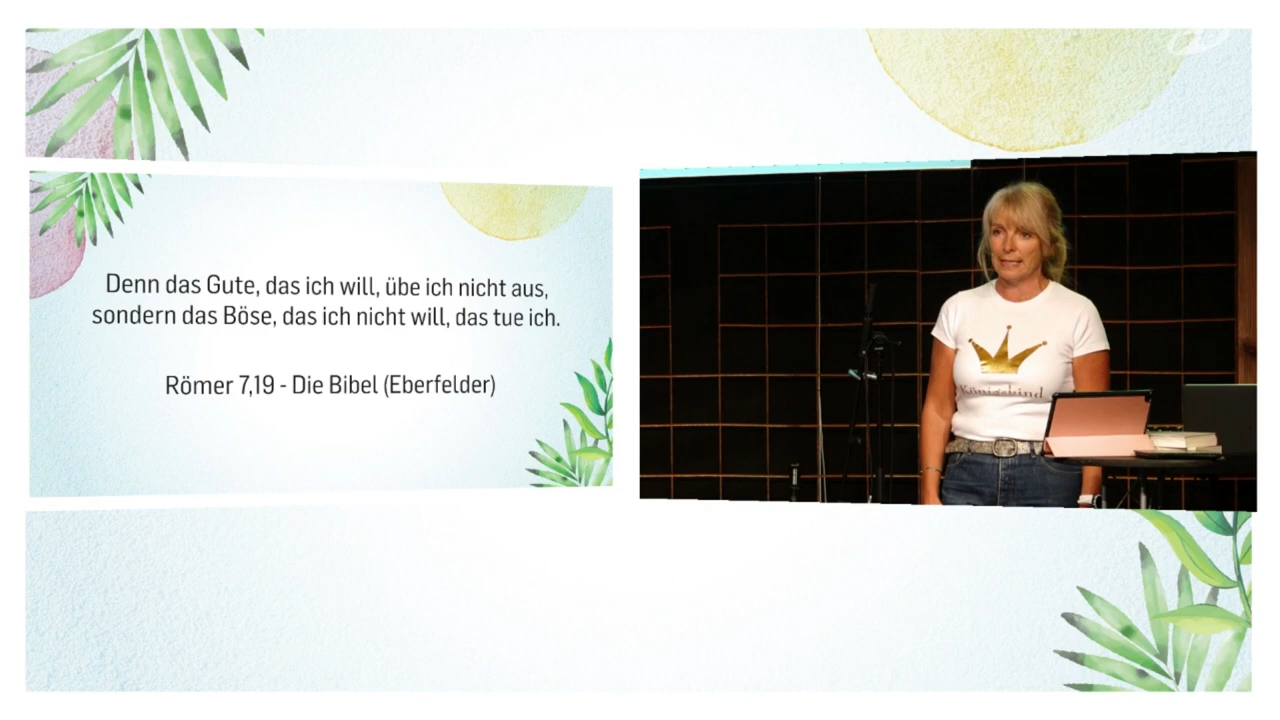 Denn das Gute, das ich will, übe ich nicht aus,
sondern das Böse, das ich nicht will, das tue ich.
Römer 7,19 - Die Bibel (Eberfelder)
Königskind